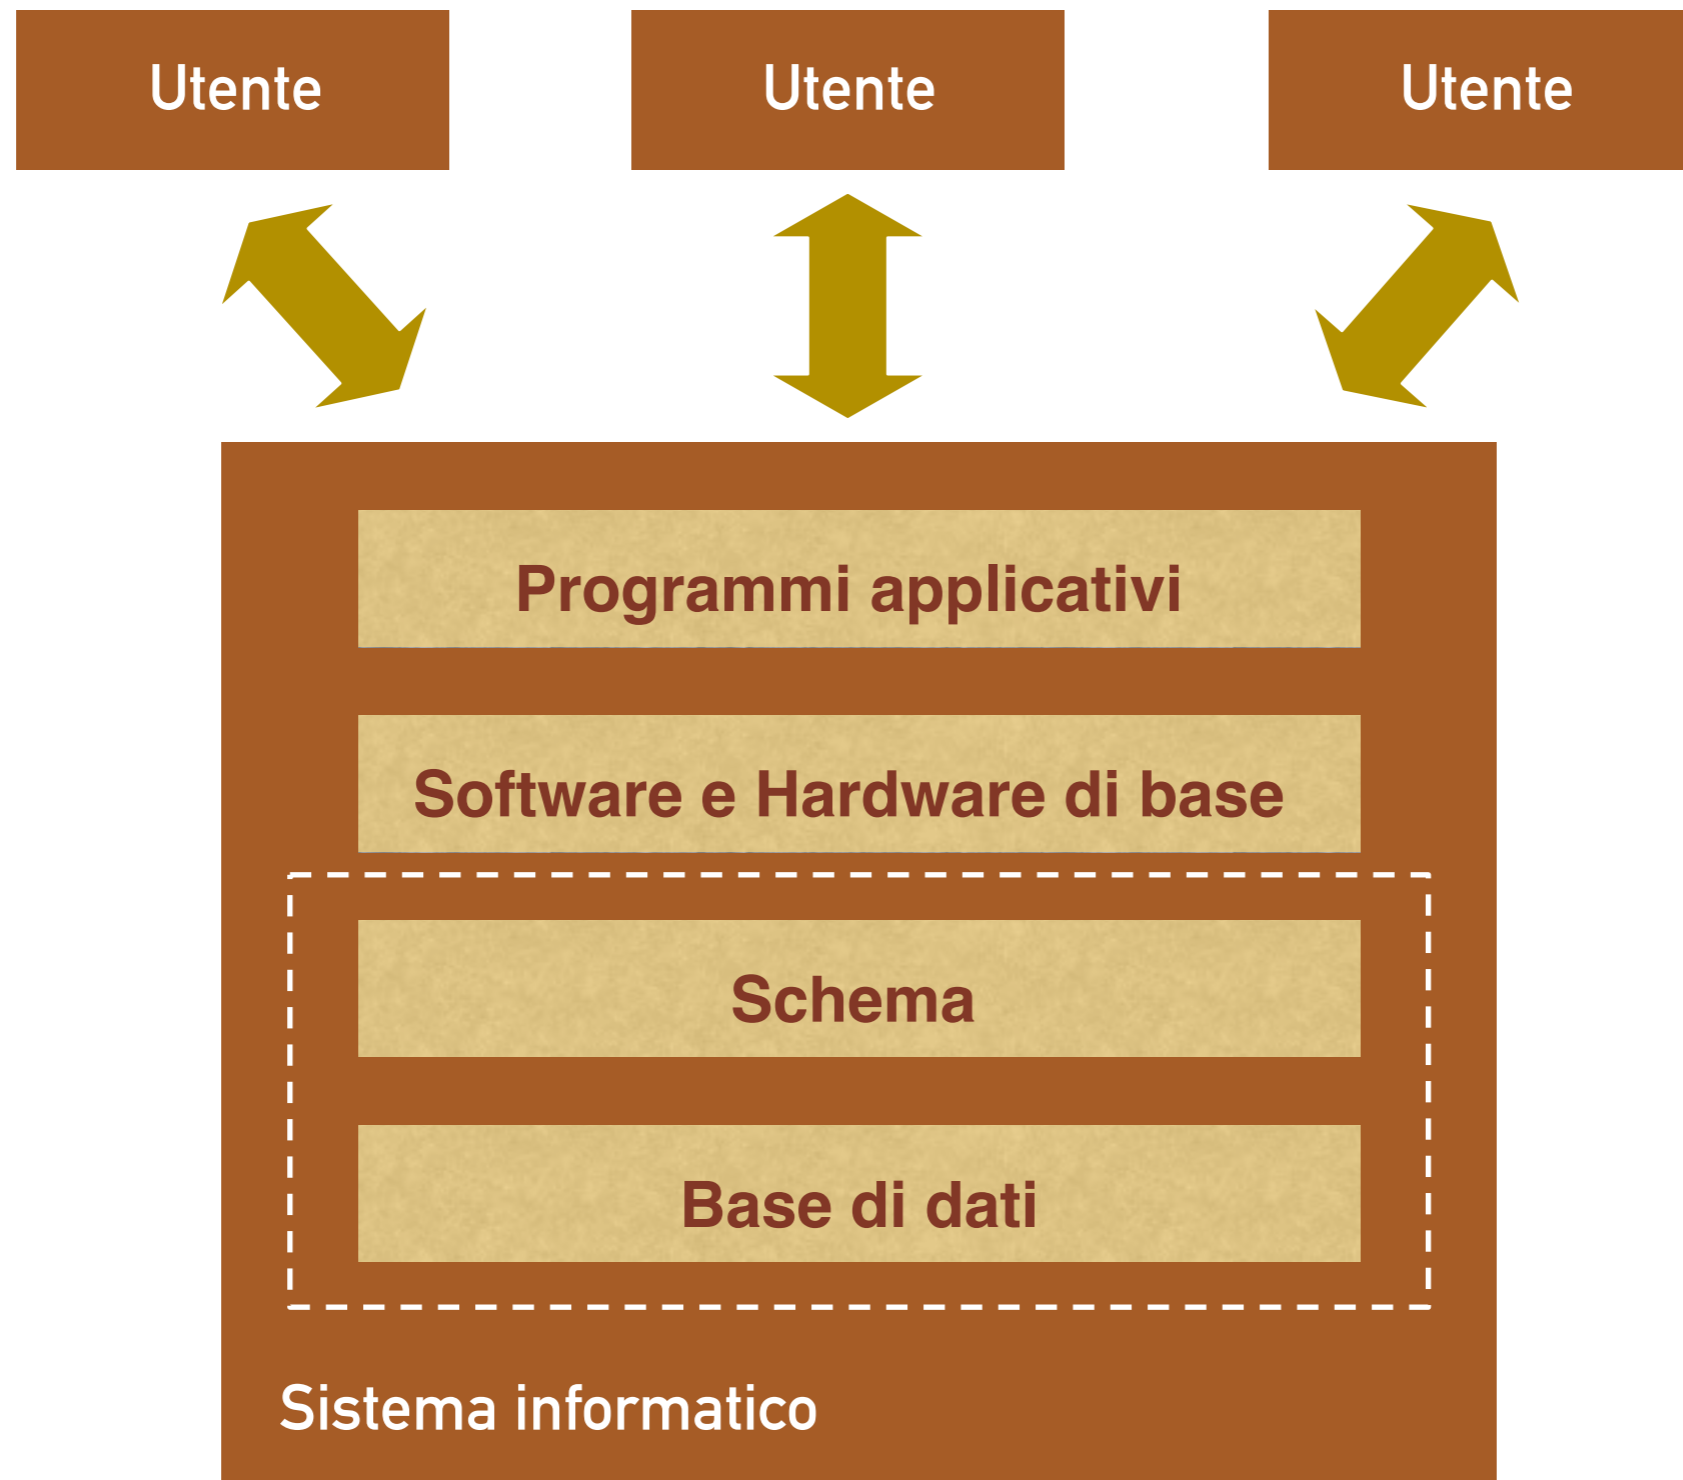 Utente
Utente
Utente
Programmi applicativi
Software e Hardware di base
Schema
Base di dati
Sistema informatico